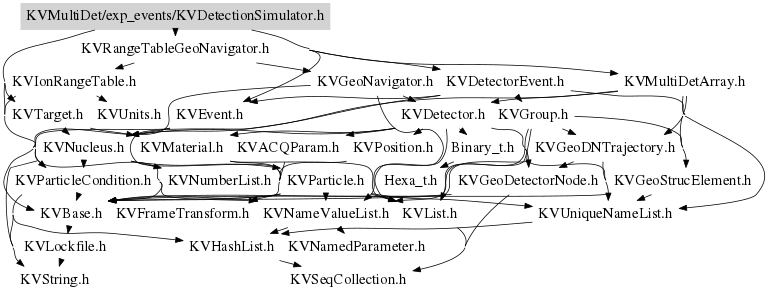 KVMultiDet/exp_events/KVDetectionSimulator.h
KVRangeTableGeoNavigator.h
KVIonRangeTable.h KVGeoNavigator.h KVDetectorEvent.h KVMultiDetArray.h
KVTarget.h KVUnits.h KVEvent.h KVDetector.h KVGroup.h
KVNucleus.h KVMaterial.h KVACQParam.h KVPosition.h Binary_t.h KVGeoDNTrajectory.h
KVParticleCondition.h KVNumberList.h KVParticle.h Hexa_t.h KVGeoDetectorNode.h KVGeoStrucElement.h
KVBase.h KVFrameTransform.h KVNameValueList.h KVList.h KVUniqueNameList.h
KVLockfile.h KVHashList.h KVNamedParameter.h
KVString.h KVSeqCollection.h